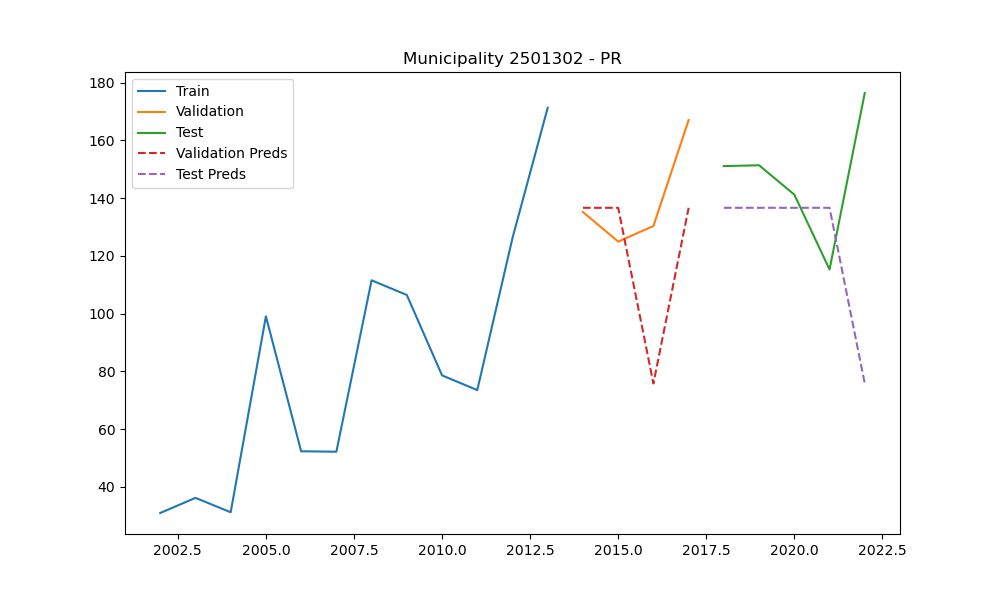 Municipality 2501302 - PR
180
160
140
120
100
80
60
40
Train
Validation
Test
Validation Preds
Test Preds
2002.5 2005.0 2007.5 2010.0 2012.5 2015.0 2017.5 2020.0 2022.5